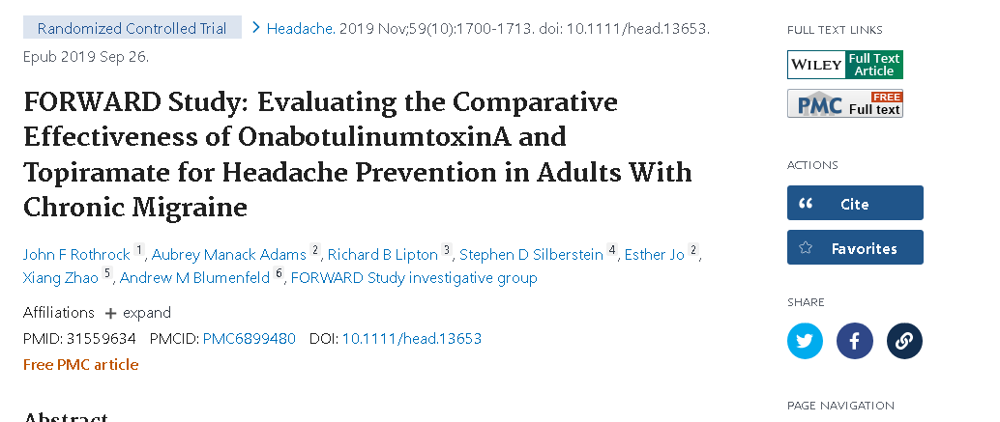 Randomized Controlled Trial > Headache. 2019 Nov;59(10):1700-1713. doi: 10.1111/head.13653.
Epub 2019 Sep 26.
FORWARD Study: Evaluating the Comparative
Effectiveness of OnabotulinumtoxinA and
Topiramate for Headache Prevention in Adults With
Chronic Migraine
John F Rothrock 1, Aubrey Manack Adams 2, Richard B Lipton 3, Stephen D Silberstein 4, Esther Jo 2,
Xiang Zhao 5, Andrew M Blumenfeld 6, FORWARD Study investigative group
Affiliations + expand
PMID: 31559634 PMCID: PMC6899480 DOI: 10.1111/head.13653
Free PMC article
Abstract
FULL TEXT LINKS
WILEY Full Text
Article
PMC FREE
Full text
ACTIONS
Cite
Favorites
SHARE
PAGE NAVIGATION